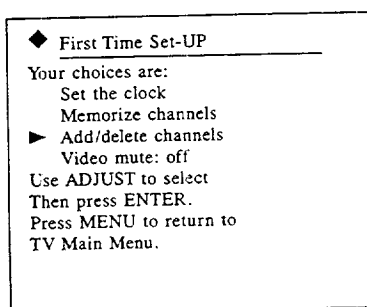 ◆ First Time Set-UP
Your choices are:
Set the clock
Memorize channels
► Add/delete channels
Video mute: off
Use ADJUST to select
Then press ENTER.
Press MENU to return to
TV Main Menu.